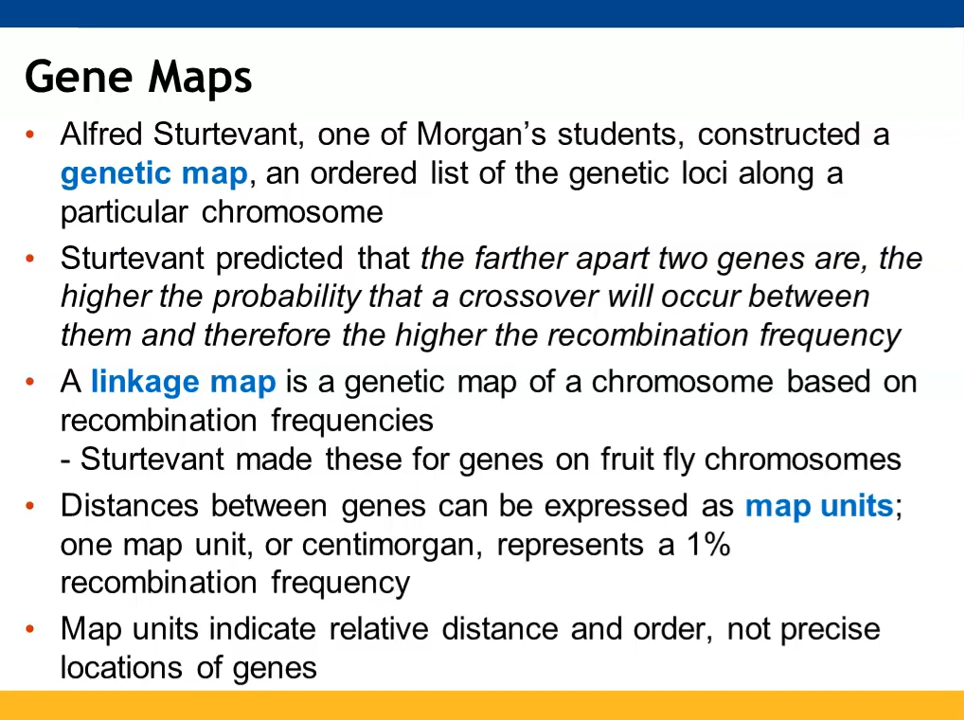 Gene Maps
• Alfred Sturtevant, one of Morgan’s students, constructed a
genetic map, an ordered list of the genetic loci along a
particular chromosome
• Sturtevant predicted that the farther apart two genes are, the
higher the probability that a crossover will occur between
them and therefore the higher the recombination frequency
• A linkage map is a genetic map of a chromosome based on
recombination frequencies
- Sturtevant made these for genes on fruit fly chromosomes
• Distances between genes can be expressed as map units;
one map unit, or centimorgan, represents a 1%
recombination frequency
• Map units indicate relative distance and order, not precise
locations of genes